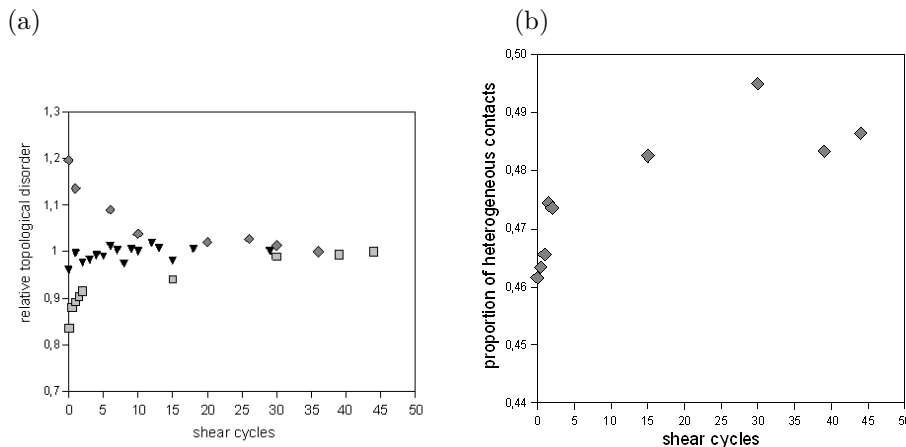 (a)
(b)
relative topological disorder
1,3
1,2
1,1
1
0,9
0,8
0,7
0 5 10 15 20 25 30 35 40 45 50
shear cycles
proportion of heterogeneous contacts
0,50
0,49
0,48
0,47
0,46
0,45
0,44
0 5 10 15 20 25 30 35 40 45 50
shear cycles